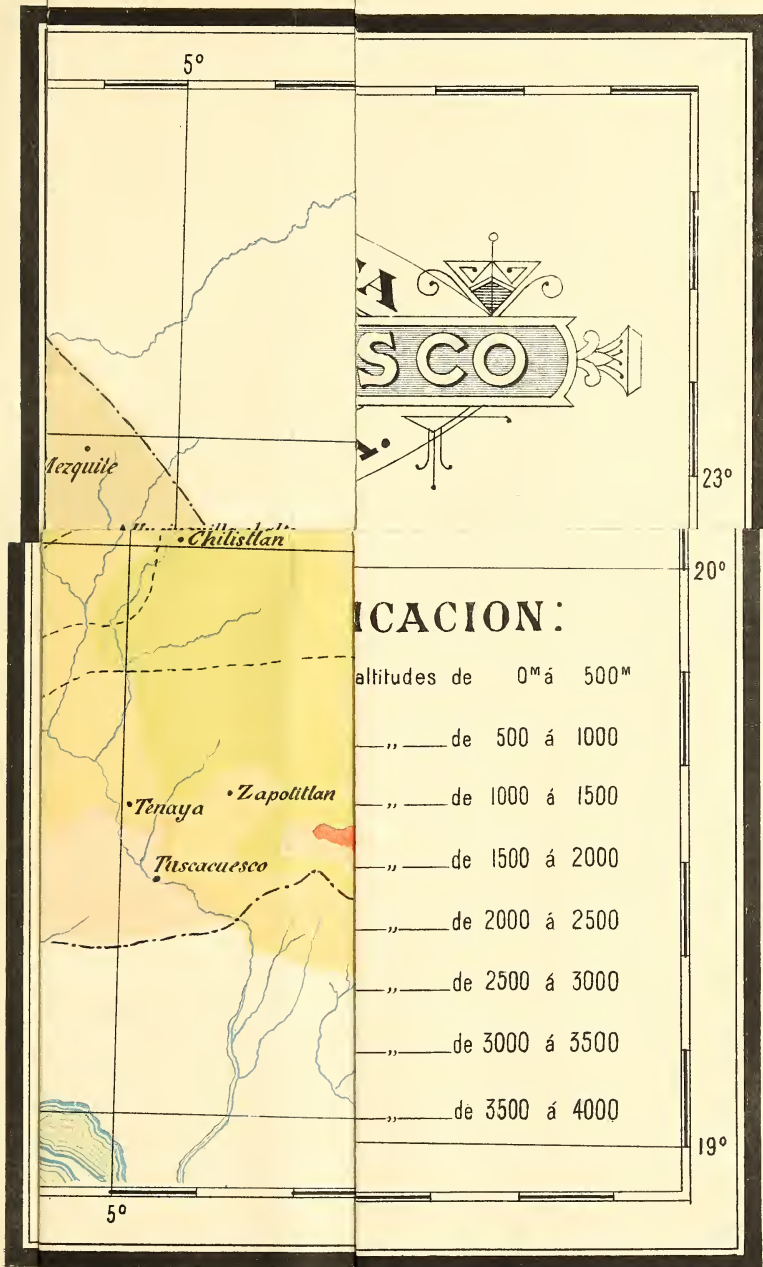 5°
SCO
Mezquite
23°
Chilistlan
20°
ICACION:
altitudes de 0ᴹ á 500ᴹ
„ de 500 á 1000
„ de 1000 á 1500
Tenaya
Zapotitlan
„ de 1500 á 2000
Tuscacuesco
„ de 2000 á 2500
„ de 2500 á 3000
„ de 3000 á 3500
„ de 3500 á 4000
19°
5°